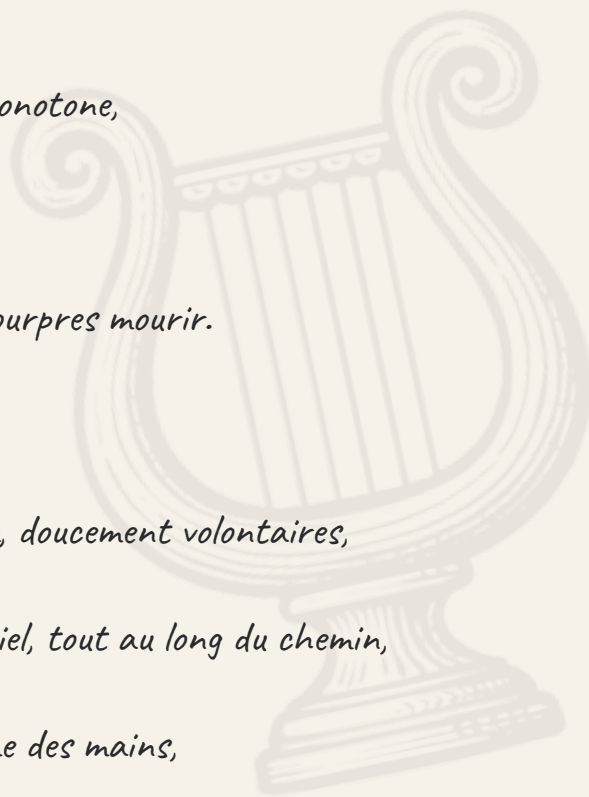 onotone,
ourpres mourir.
, doucement volontaires,
iel, tout au long du chemin,
e des mains,